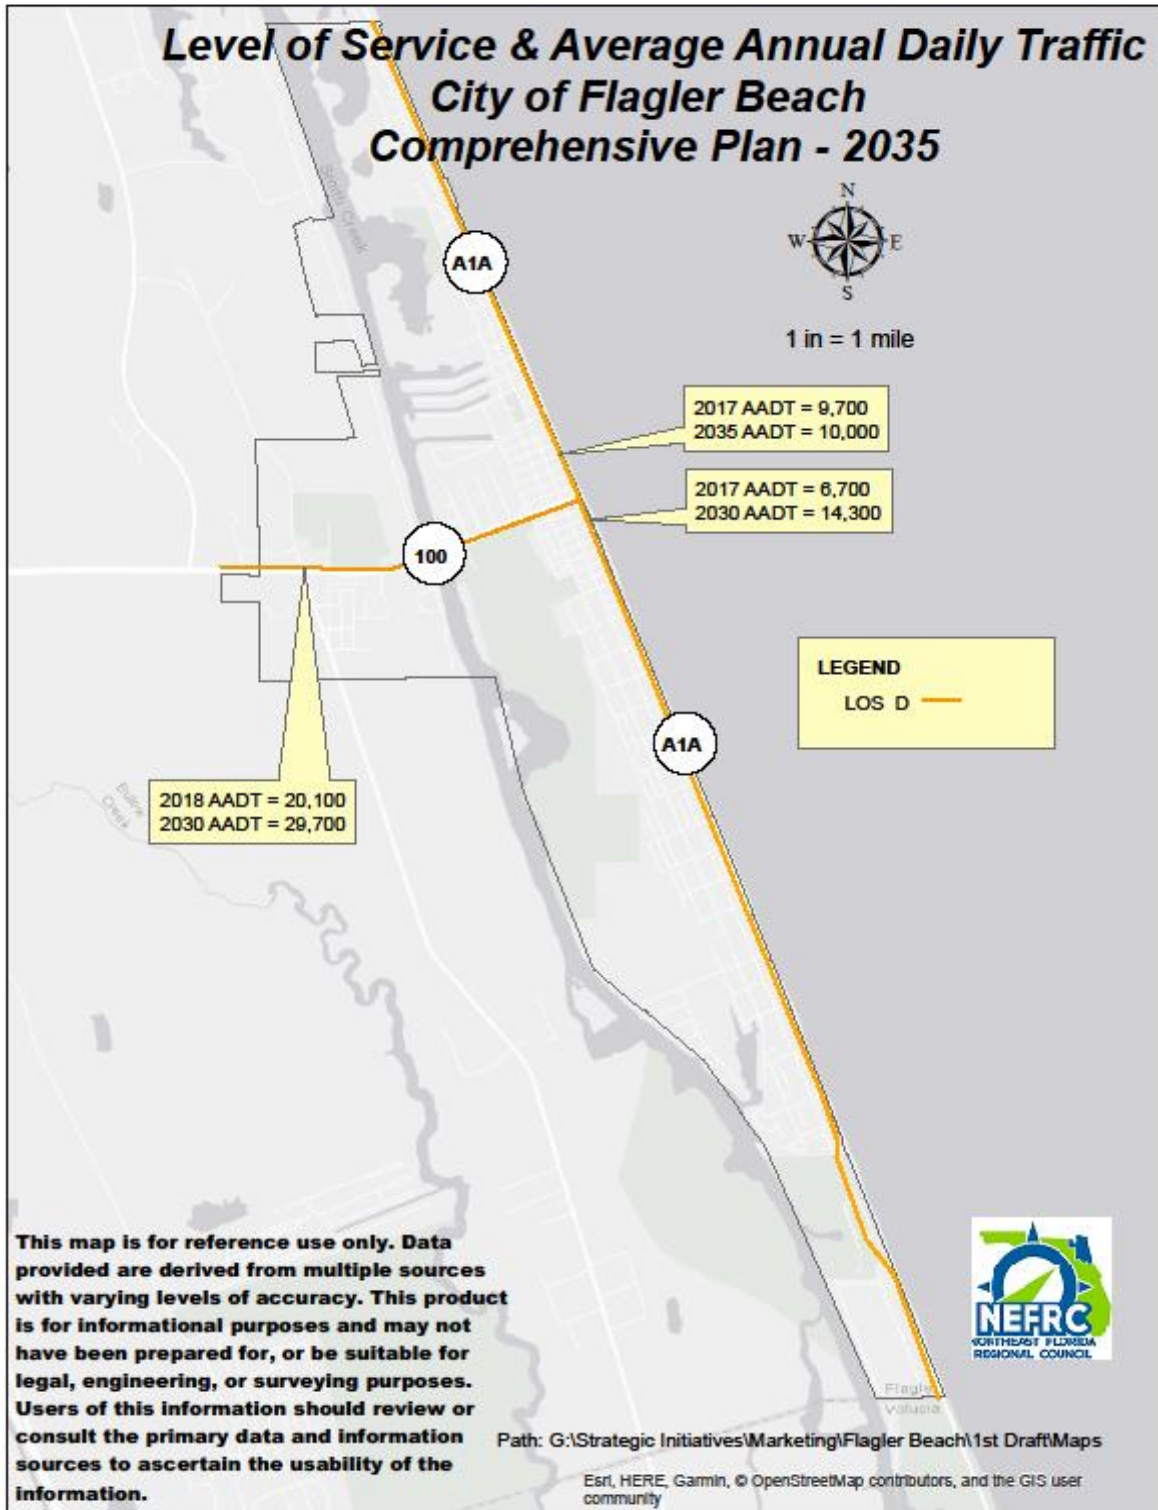 Level of Service & Average Annual Daily Traffic
City of Flagler Beach
Comprehensive Plan - 2035
N
W E
S
1 in = 1 mile
Creek
A1A
2017 AADT = 9,700
2035 AADT = 10,000
2017 AADT = 6,700
2030 AADT = 14,300
100
LEGEND
LOS D
A1A
2018 AADT = 20,100
2030 AADT = 29,700
Creek
This map is for reference use only. Data
provided are derived from multiple sources
with varying levels of accuracy. This product
is for informational purposes and may not
have been prepared for, or be suitable for
legal, engineering, or surveying purposes.
Users of this information should review or
consult the primary data and information
sources to ascertain the usability of the
information.
NEFRC
NORTHEAST FLORIDA
REGIONAL COUNCIL
Volusia
Path: G:\Strategic Initiatives\Marketing\Flagler Beach\1st Draft\Maps
Esri, HERE, Garmin, © OpenStreetMap contributors, and the GIS user
community